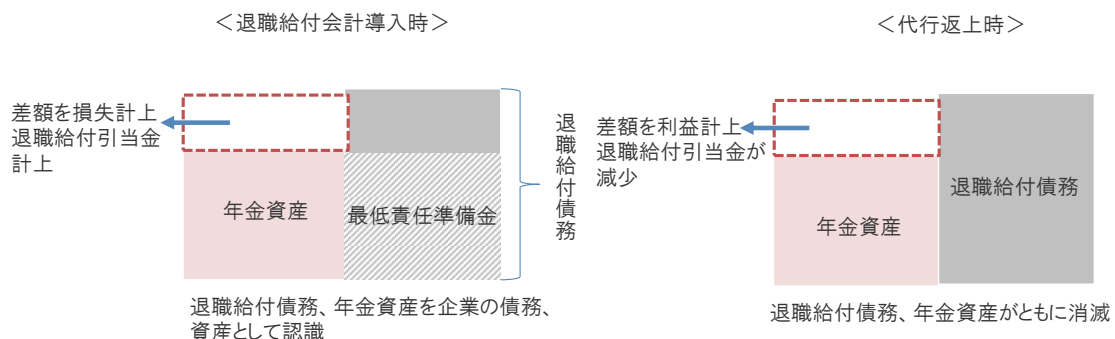 ＜退職給付会計導入時＞
差額を損失計上
退職給付引当金
計上
年金資産
最低責任準備金
退職給付債務
退職給付債務、年金資産を企業の債務、
資産として認識
＜代行返上時＞
差額を利益計上
退職給付引当金が
減少
年金資産
退職給付債務
退職給付債務、年金資産がともに消滅